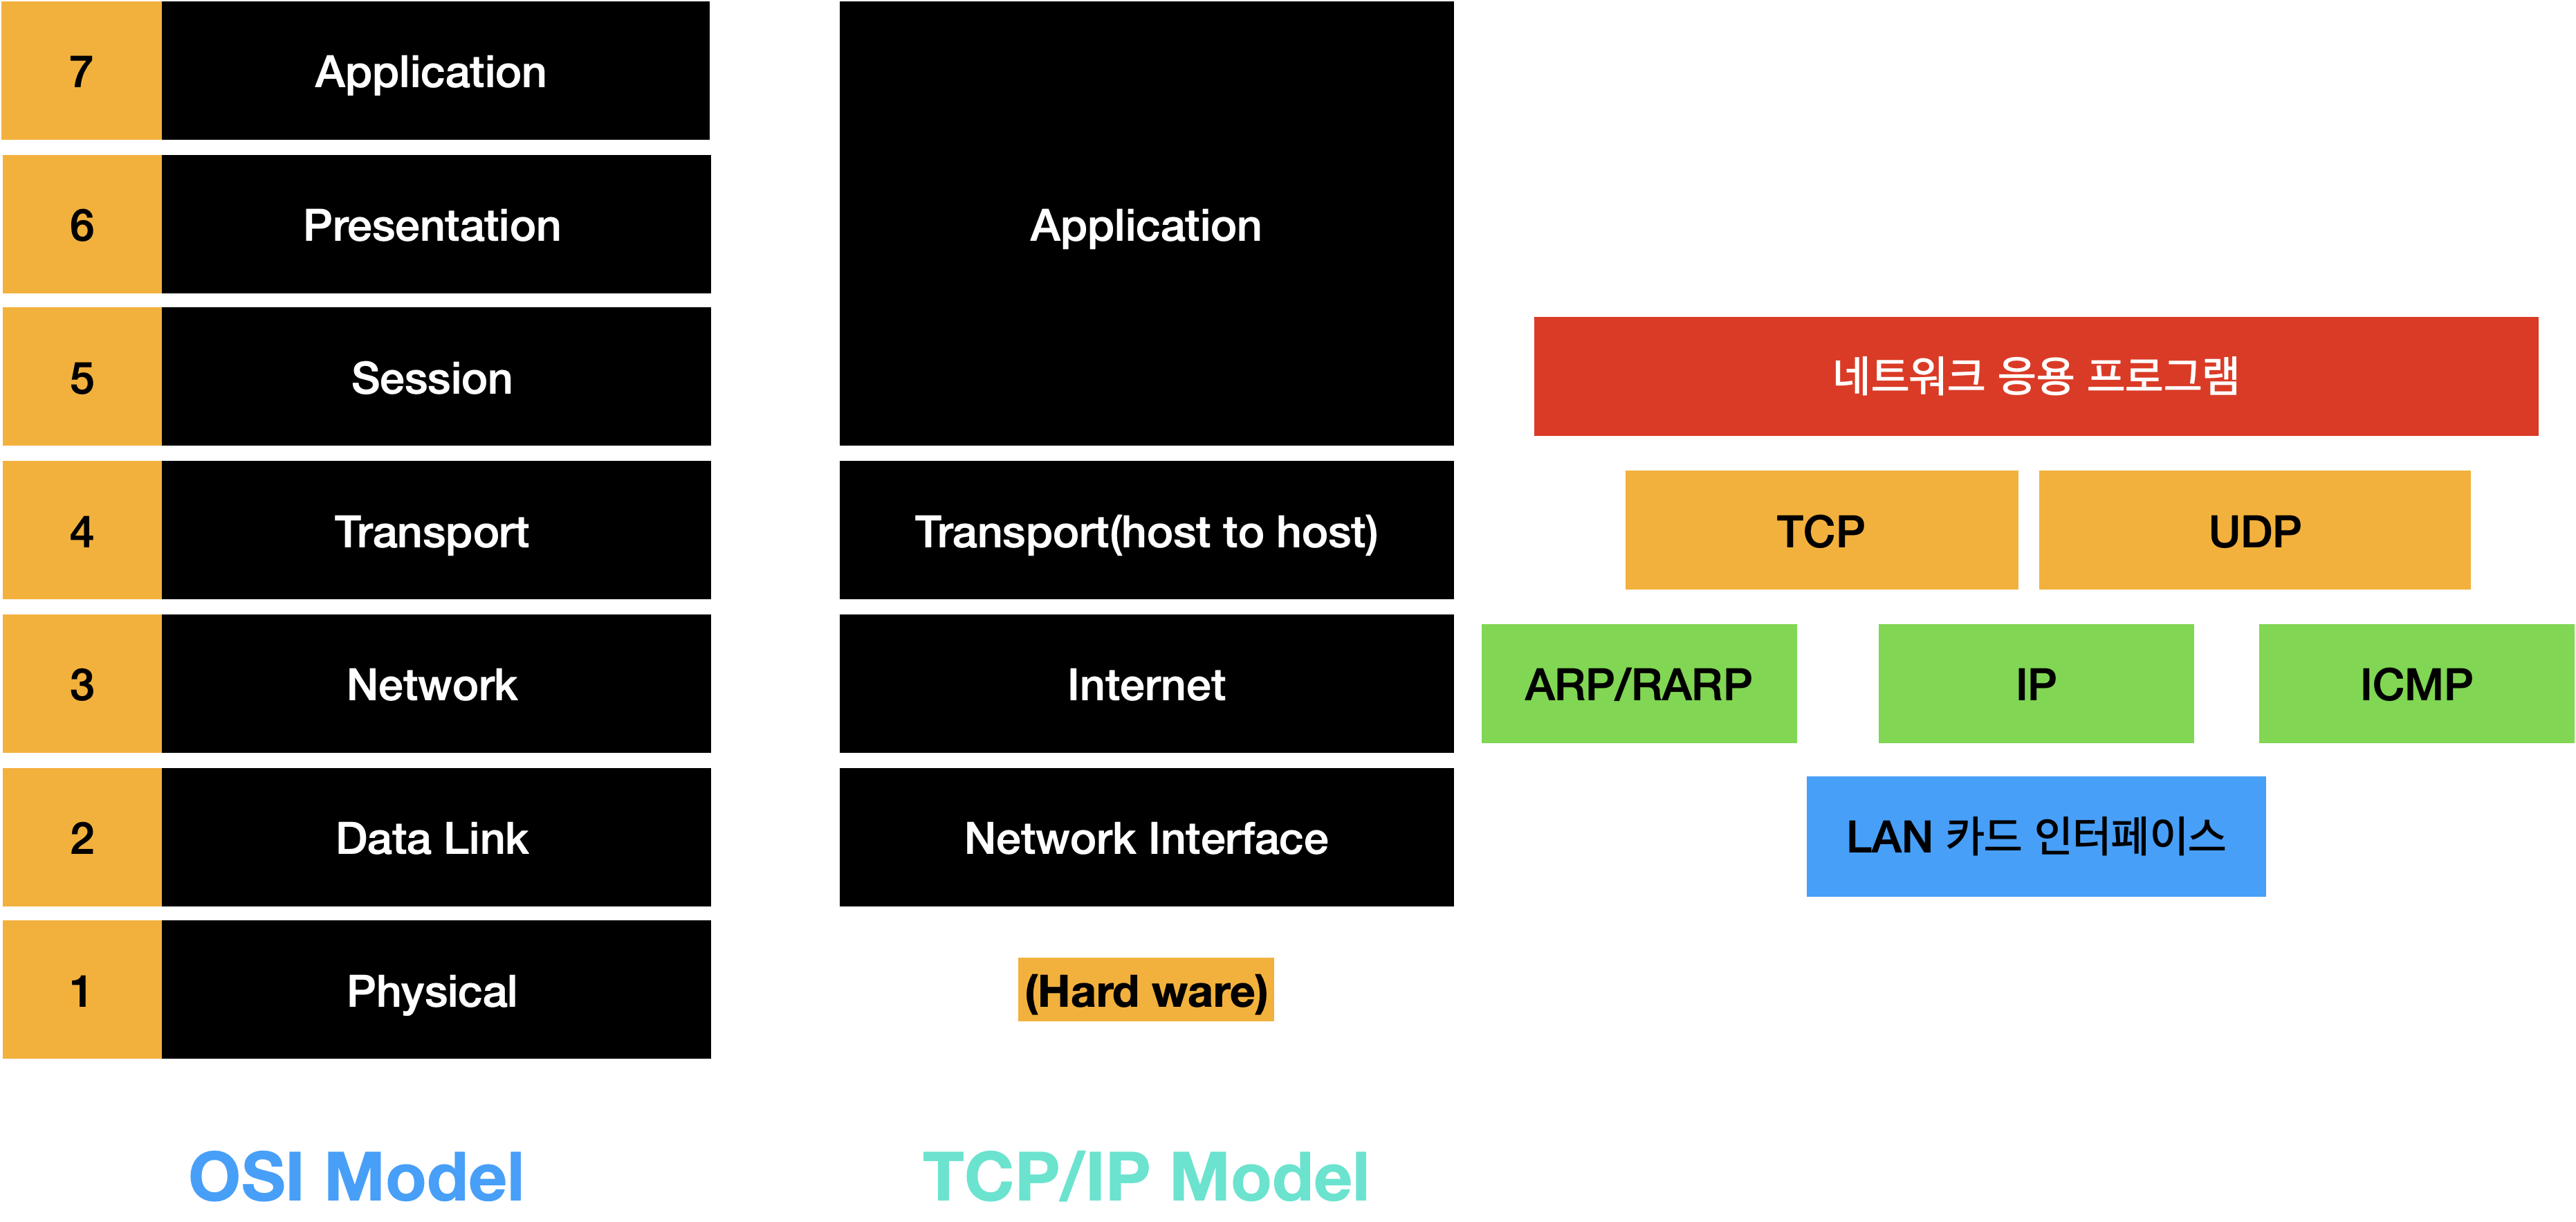 7
Application
6
Presentation
5
Session
4
Transport
3
Network
2
Data Link
1
Physical
OSI Model
Application
Transport(host to host)
Internet
Network Interface
(Hard ware)
TCP/IP Model
네트워크 응용 프로그램
TCP
UDP
ARP/RARP
IP
ICMP
LAN 카드 인터페이스